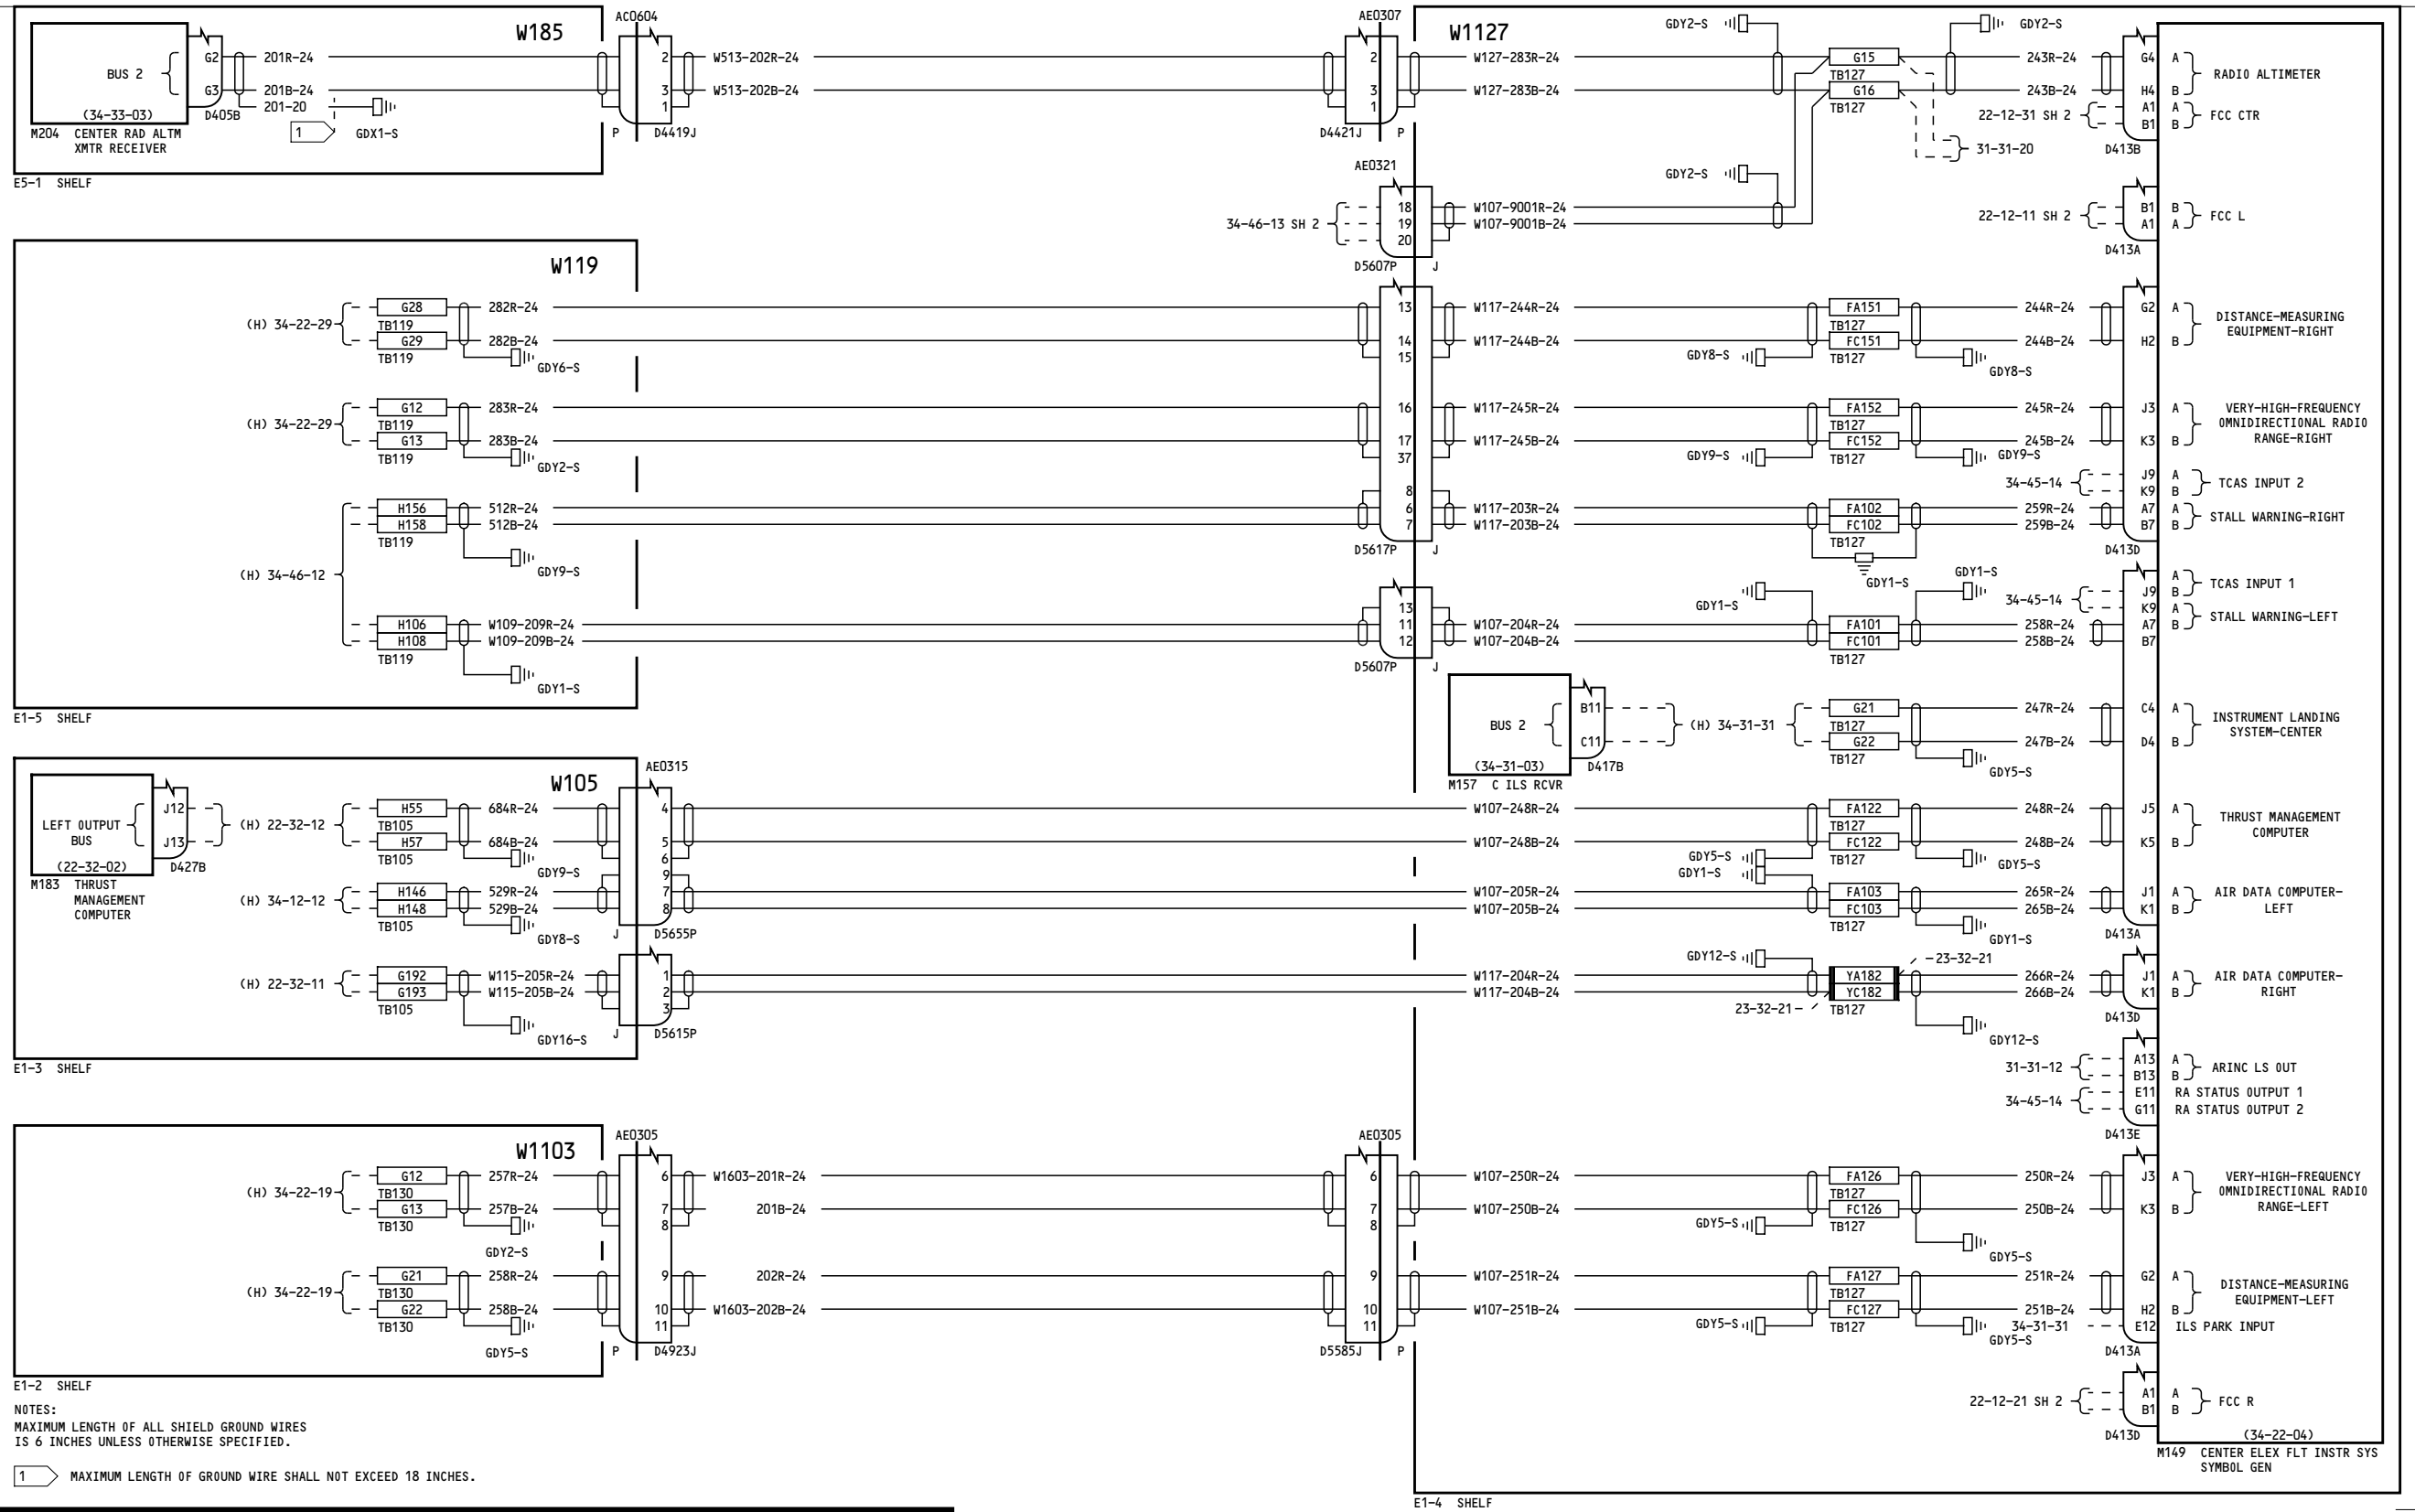 W185
BUS 2
(34-33-03)
M204 CENTER RAD ALTM
XMTR RECEIVER
G2
G3
D405B
201R-24
201B-24
201-20
1
GDX1-S
E5-1 SHELF
AC0604
2
3
1
P
D4419J
W513-202R-24
W513-202B-24
AE0307
2
3
1
D4421J
P
W1127
W127-283R-24
W127-283B-24
GDY2-S
GDY2-S
G15
TB127
G16
TB127
243R-24
243B-24
22-12-31 SH 2
31-31-20
G4 A
H4 B
RADIO ALTIMETER
A1 A
B1 B
FCC CTR
D413B
AE0321
34-46-13 SH 2
18
19
20
D5607P
J
W107-9001R-24
W107-9001B-24
GDY2-S
22-12-11 SH 2
B1 B
A1 A
FCC L
D413A
W119
(H) 34-22-29
G28
TB119
G29
TB119
282R-24
282B-24
GDY6-S
13
14
15
W117-244R-24
W117-244B-24
GDY8-S
FA151
TB127
FC151
TB127
GDY8-S
244R-24
244B-24
G2 A
H2 B
DISTANCE-MEASURING
EQUIPMENT-RIGHT
(H) 34-22-29
G12
TB119
G13
TB119
283R-24
283B-24
GDY2-S
16
17
37
W117-245R-24
W117-245B-24
GDY9-S
FA152
TB127
FC152
TB127
GDY9-S
245R-24
245B-24
J3 A
K3 B
VERY-HIGH-FREQUENCY
OMNIDIRECTIONAL RADIO
RANGE-RIGHT
34-45-14
J9 A
K9 B
TCAS INPUT 2
(H) 34-46-12
H156
H158
TB119
512R-24
512B-24
GDY9-S
8
6
7
D5617P
J
W117-203R-24
W117-203B-24
FA102
FC102
TB127
GDY1-S
259R-24
259B-24
A7 A
B7 B
STALL WARNING-RIGHT
D413D
H106
H108
TB119
W109-209R-24
W109-209B-24
GDY1-S
E1-5 SHELF
13
11
12
D5607P
J
W107-204R-24
W107-204B-24
GDY1-S
FA101
FC101
TB127
GDY1-S
34-45-14
258R-24
258B-24
J9
K9
A7
B7
A
B
TCAS INPUT 1
A
B
STALL WARNING-LEFT
BUS 2
(34-31-03)
M157 C ILS RCVR
B11
C11
D417B
(H) 34-31-31
G21
TB127
G22
TB127
GDY5-S
247R-24
247B-24
C4 A
D4 B
INSTRUMENT LANDING
SYSTEM-CENTER
W105
LEFT OUTPUT
BUS
(22-32-02)
M183 THRUST
MANAGEMENT
COMPUTER
J12
J13
D427B
(H) 22-32-12
H55
TB105
H57
TB105
684R-24
684B-24
GDY9-S
AE0315
4
5
6
9
7
8
J
D5655P
W107-248R-24
W107-248B-24
GDY5-S
GDY1-S
FA122
TB127
FC122
TB127
GDY5-S
248R-24
248B-24
J5 A
K5 B
THRUST MANAGEMENT
COMPUTER
(H) 34-12-12
H146
H148
TB105
529R-24
529B-24
GDY8-S
W107-205R-24
W107-205B-24
FA103
FC103
TB127
GDY1-S
265R-24
265B-24
J1 A
K1 B
AIR DATA COMPUTER-
LEFT
D413A
(H) 22-32-11
G192
G193
TB105
W115-205R-24
W115-205B-24
GDY16-S
1
2
3
J
D5615P
E1-3 SHELF
W117-204R-24
W117-204B-24
GDY12-S
YA182
YC182
TB127
23-32-21
23-32-21
GDY12-S
266R-24
266B-24
J1 A
K1 B
AIR DATA COMPUTER-
RIGHT
D413D
31-31-12
A13 A
B13 B
ARINC LS OUT
34-45-14
E11 RA STATUS OUTPUT 1
G11 RA STATUS OUTPUT 2
D413E
W1103
(H) 34-22-19
G12
TB130
G13
TB130
257R-24
257B-24
GDY2-S
AE0305
6
7
8
W1603-201R-24
201B-24
AE0305
6
7
8
W107-250R-24
W107-250B-24
GDY5-S
FA126
TB127
FC126
TB127
GDY5-S
250R-24
250B-24
J3 A
K3 B
VERY-HIGH-FREQUENCY
OMNIDIRECTIONAL RADIO
RANGE-LEFT
(H) 34-22-19
G21
TB130
G22
TB130
258R-24
258B-24
GDY5-S
9
10
11
P
D4923J
202R-24
W1603-202B-24
9
10
11
D5585J
P
W107-251R-24
W107-251B-24
GDY5-S
FA127
TB127
FC127
TB127
GDY5-S
251R-24
251B-24
G2 A
H2 B
DISTANCE-MEASURING
EQUIPMENT-LEFT
34-31-31
E12 ILS PARK INPUT
D413A
E1-2 SHELF
22-12-21 SH 2
A1 A
B1 B
FCC R
D413D
(34-22-04)
M149 CENTER ELEX FLT INSTR SYS
SYMBOL GEN
E1-4 SHELF
NOTES:
MAXIMUM LENGTH OF ALL SHIELD GROUND WIRES
IS 6 INCHES UNLESS OTHERWISE SPECIFIED.
1 MAXIMUM LENGTH OF GROUND WIRE SHALL NOT EXCEED 18 INCHES.